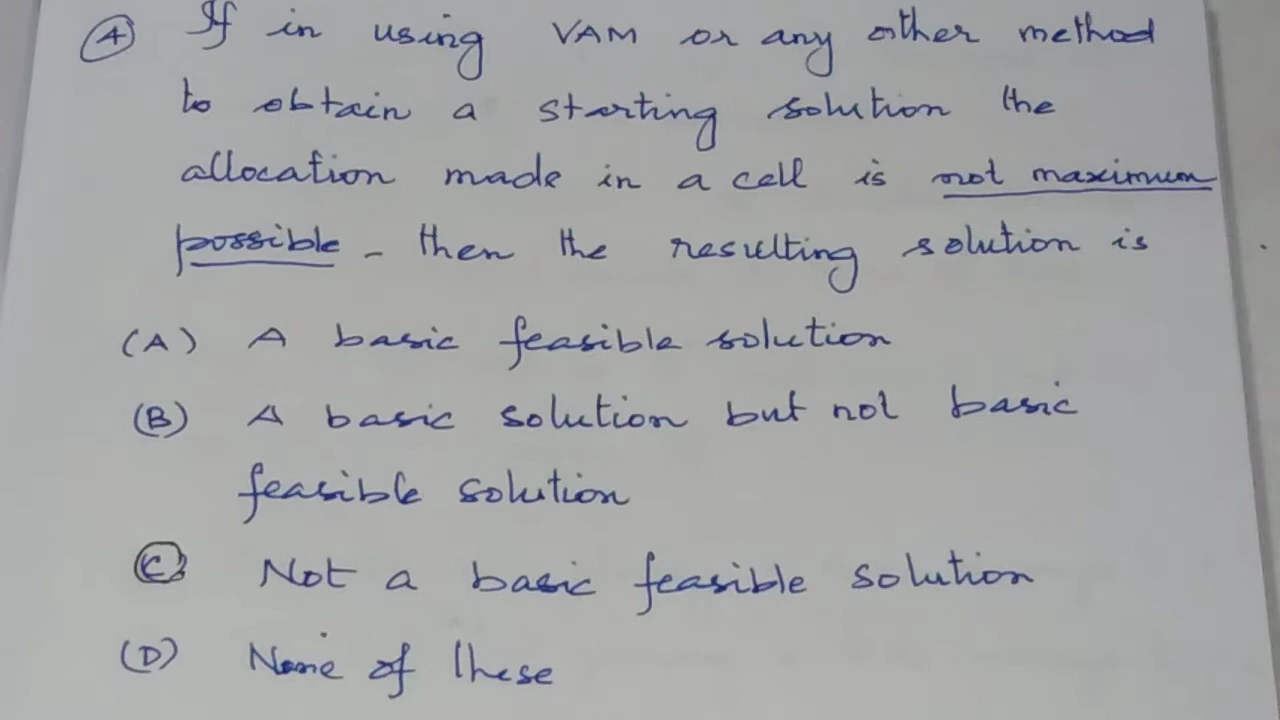 4 If in using VAM or any other method
to obtain a starting solution the
allocation made in a cell is not maximum
possible - then the resulting solution is
(A) A basic feasible solution
(B) A basic solution but not basic
feasible solution
(C) Not a basic feasible solution
(D) None of these